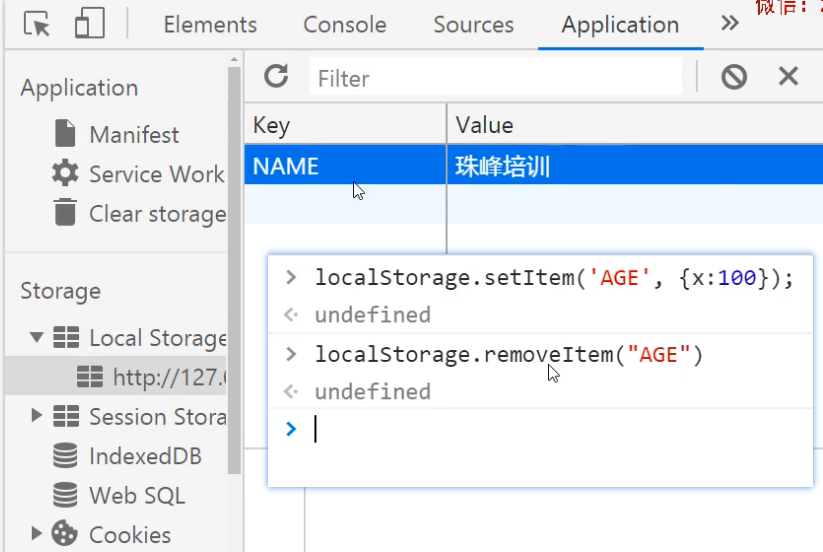 微信:
Elements Console Sources Application
Application
Manifest
Service Work
Clear storage
Storage
Local Storage
http://127.
Session Stora
IndexedDB
Web SQL
Cookies
Filter
Key Value
NAME 珠峰培训
> localStorage.setItem('AGE', {x:100});
undefined
> localStorage.removeItem("AGE")
undefined
>